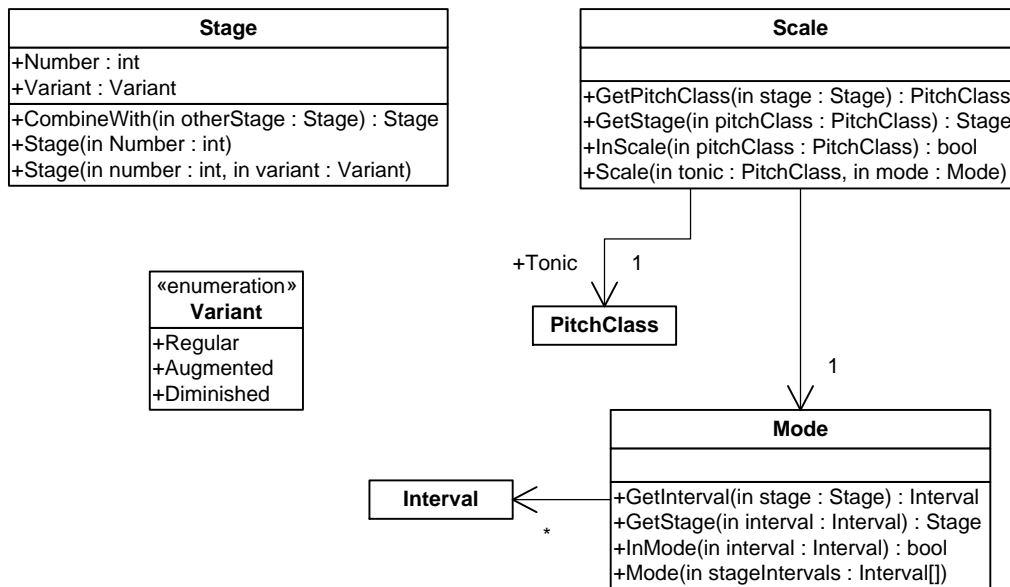 Stage
+Number : int
+Variant : Variant
+CombineWith(in otherStage : Stage) : Stage
+Stage(in Number : int)
+Stage(in number : int, in variant : Variant)
Scale
+GetPitchClass(in stage : Stage) : PitchClass
+GetStage(in pitchClass : PitchClass) : Stage
+InScale(in pitchClass : PitchClass) : bool
+Scale(in tonic : PitchClass, in mode : Mode)
+Tonic 1
«enumeration»
Variant
+Regular
+Augmented
+Diminished
PitchClass
1
Mode
+GetInterval(in stage : Stage) : Interval
+GetStage(in interval : Interval) : Stage
+InMode(in interval : Interval) : bool
+Mode(in stageIntervals : Interval[])
Interval
*